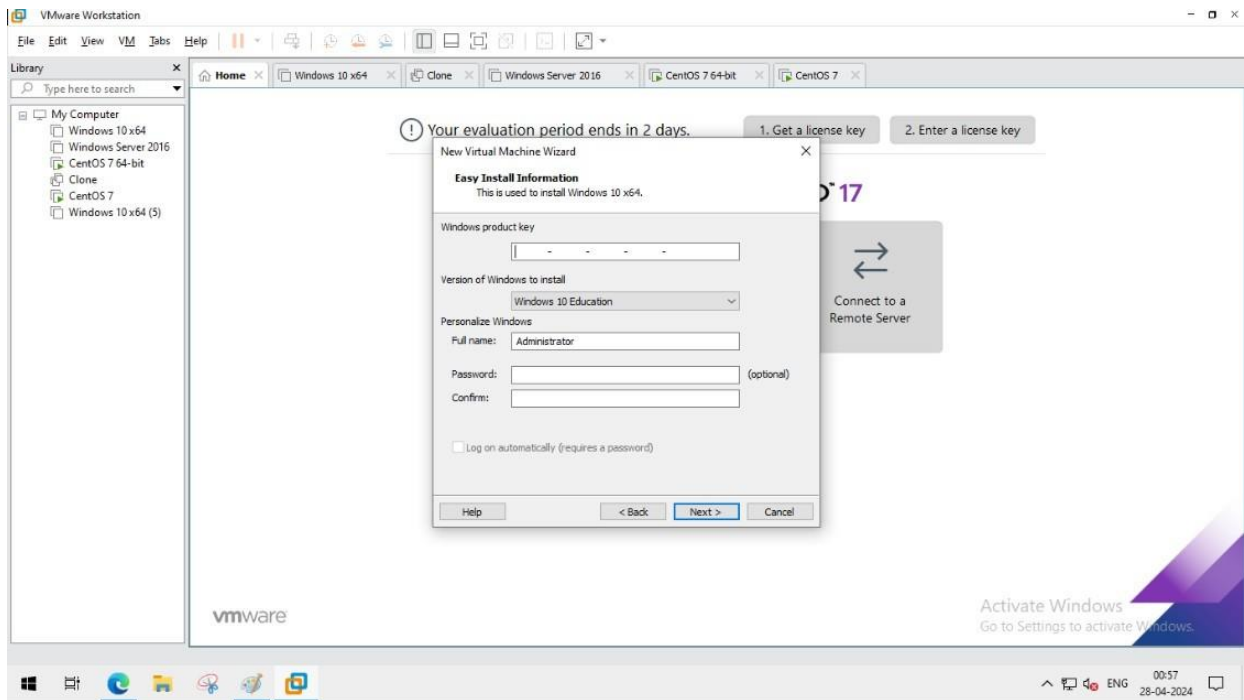 VMware Workstation
File Edit View VM Tabs Help
Library
Type here to search
My Computer
Windows 10 x64
Windows Server 2016
CentOS 7 64-bit
Clone
CentOS 7
Windows 10 x64 (5)
Home Windows 10 x64 Clone Windows Server 2016 CentOS 7 64-bit CentOS 7
Your evaluation period ends in 2 days. 1. Get a license key 2. Enter a license key
17
Connect to a
Remote Server
New Virtual Machine Wizard
Easy Install Information
This is used to install Windows 10 x64.
Windows product key
- - - -
Version of Windows to install
Windows 10 Education
Personalize Windows
Full name: Administrator
Password: (optional)
Confirm:
Log on automatically (requires a password)
Help < Back Next > Cancel
vmware
Activate Windows
Go to Settings to activate Windows.
ENG
00:57
28-04-2024